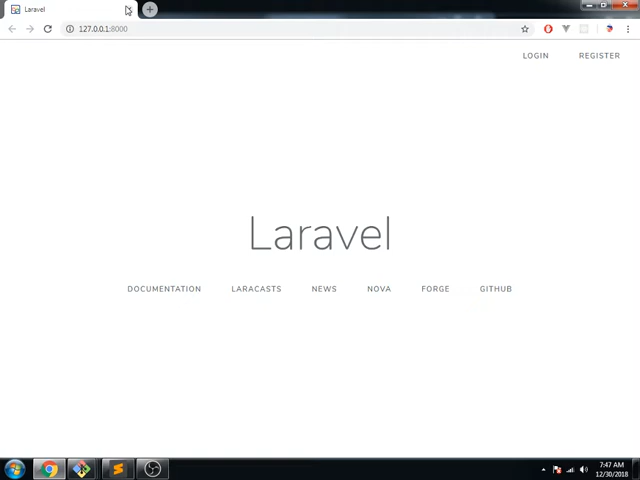 Laravel
127.0.0.1:8000
LOGIN REGISTER
Laravel
DOCUMENTATION LARACASTS NEWS NOVA FORGE GITHUB
7:47 AM
12/30/2018